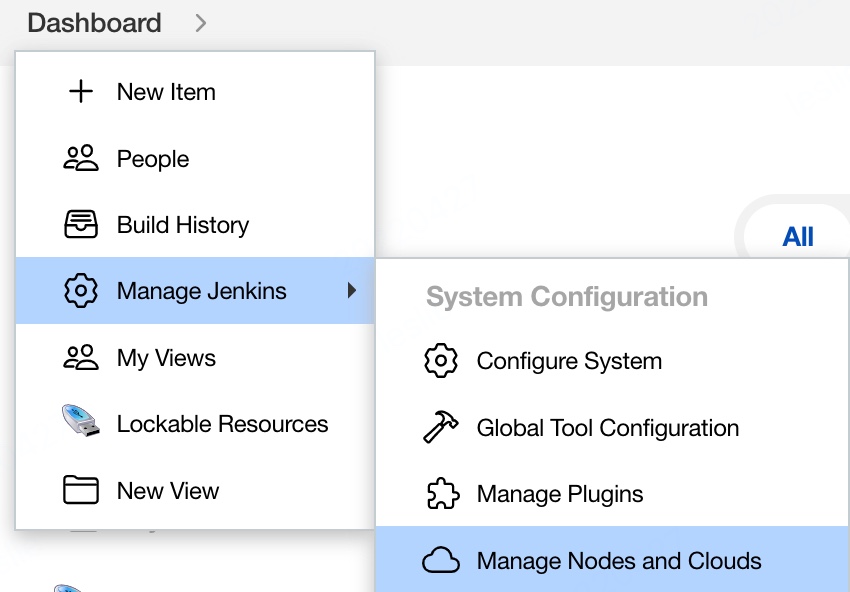 Dashboard
New Item
People
Build History
All
Manage Jenkins
System Configuration
My Views
Configure System
Lockable Resources
Global Tool Configuration
New View
Manage Plugins
Manage Nodes and Clouds